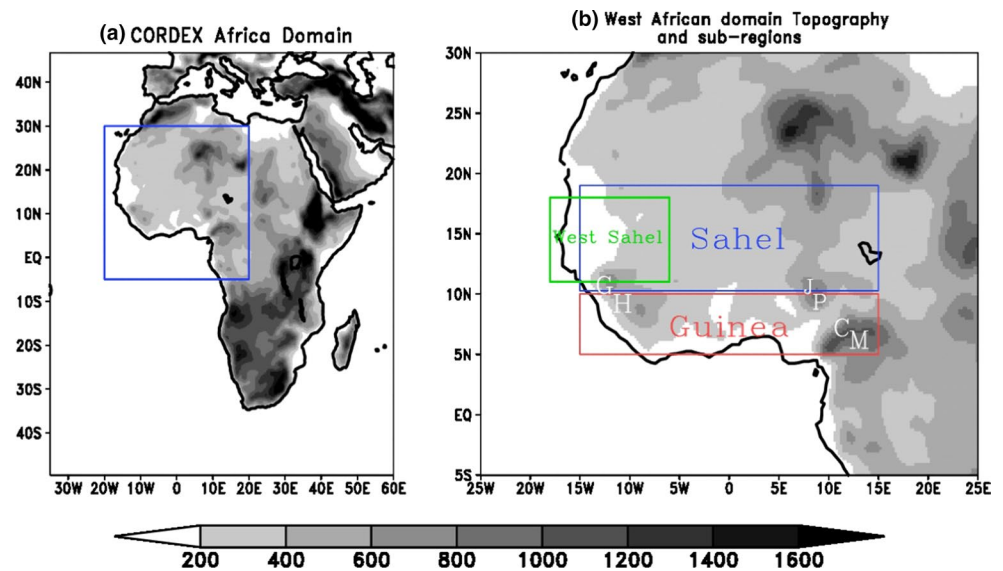 (a) CORDEX Africa Domain
40N
30N
20N
10N
EQ
10S
20S
30S
40S
30W 20W 10W 0 10E 20E 30E 40E 50E 60E
(b) West African domain Topography
and sub-regions
30N
25N
20N
15N
10N
5N
EQ
5S
25W 20W 15W 10W 5W 0 5E 10E 15E 20E 25E
West Sahel
Sahel
G
H
J
P
Guinea
C
M
200 400 600 800 1000 1200 1400 1600